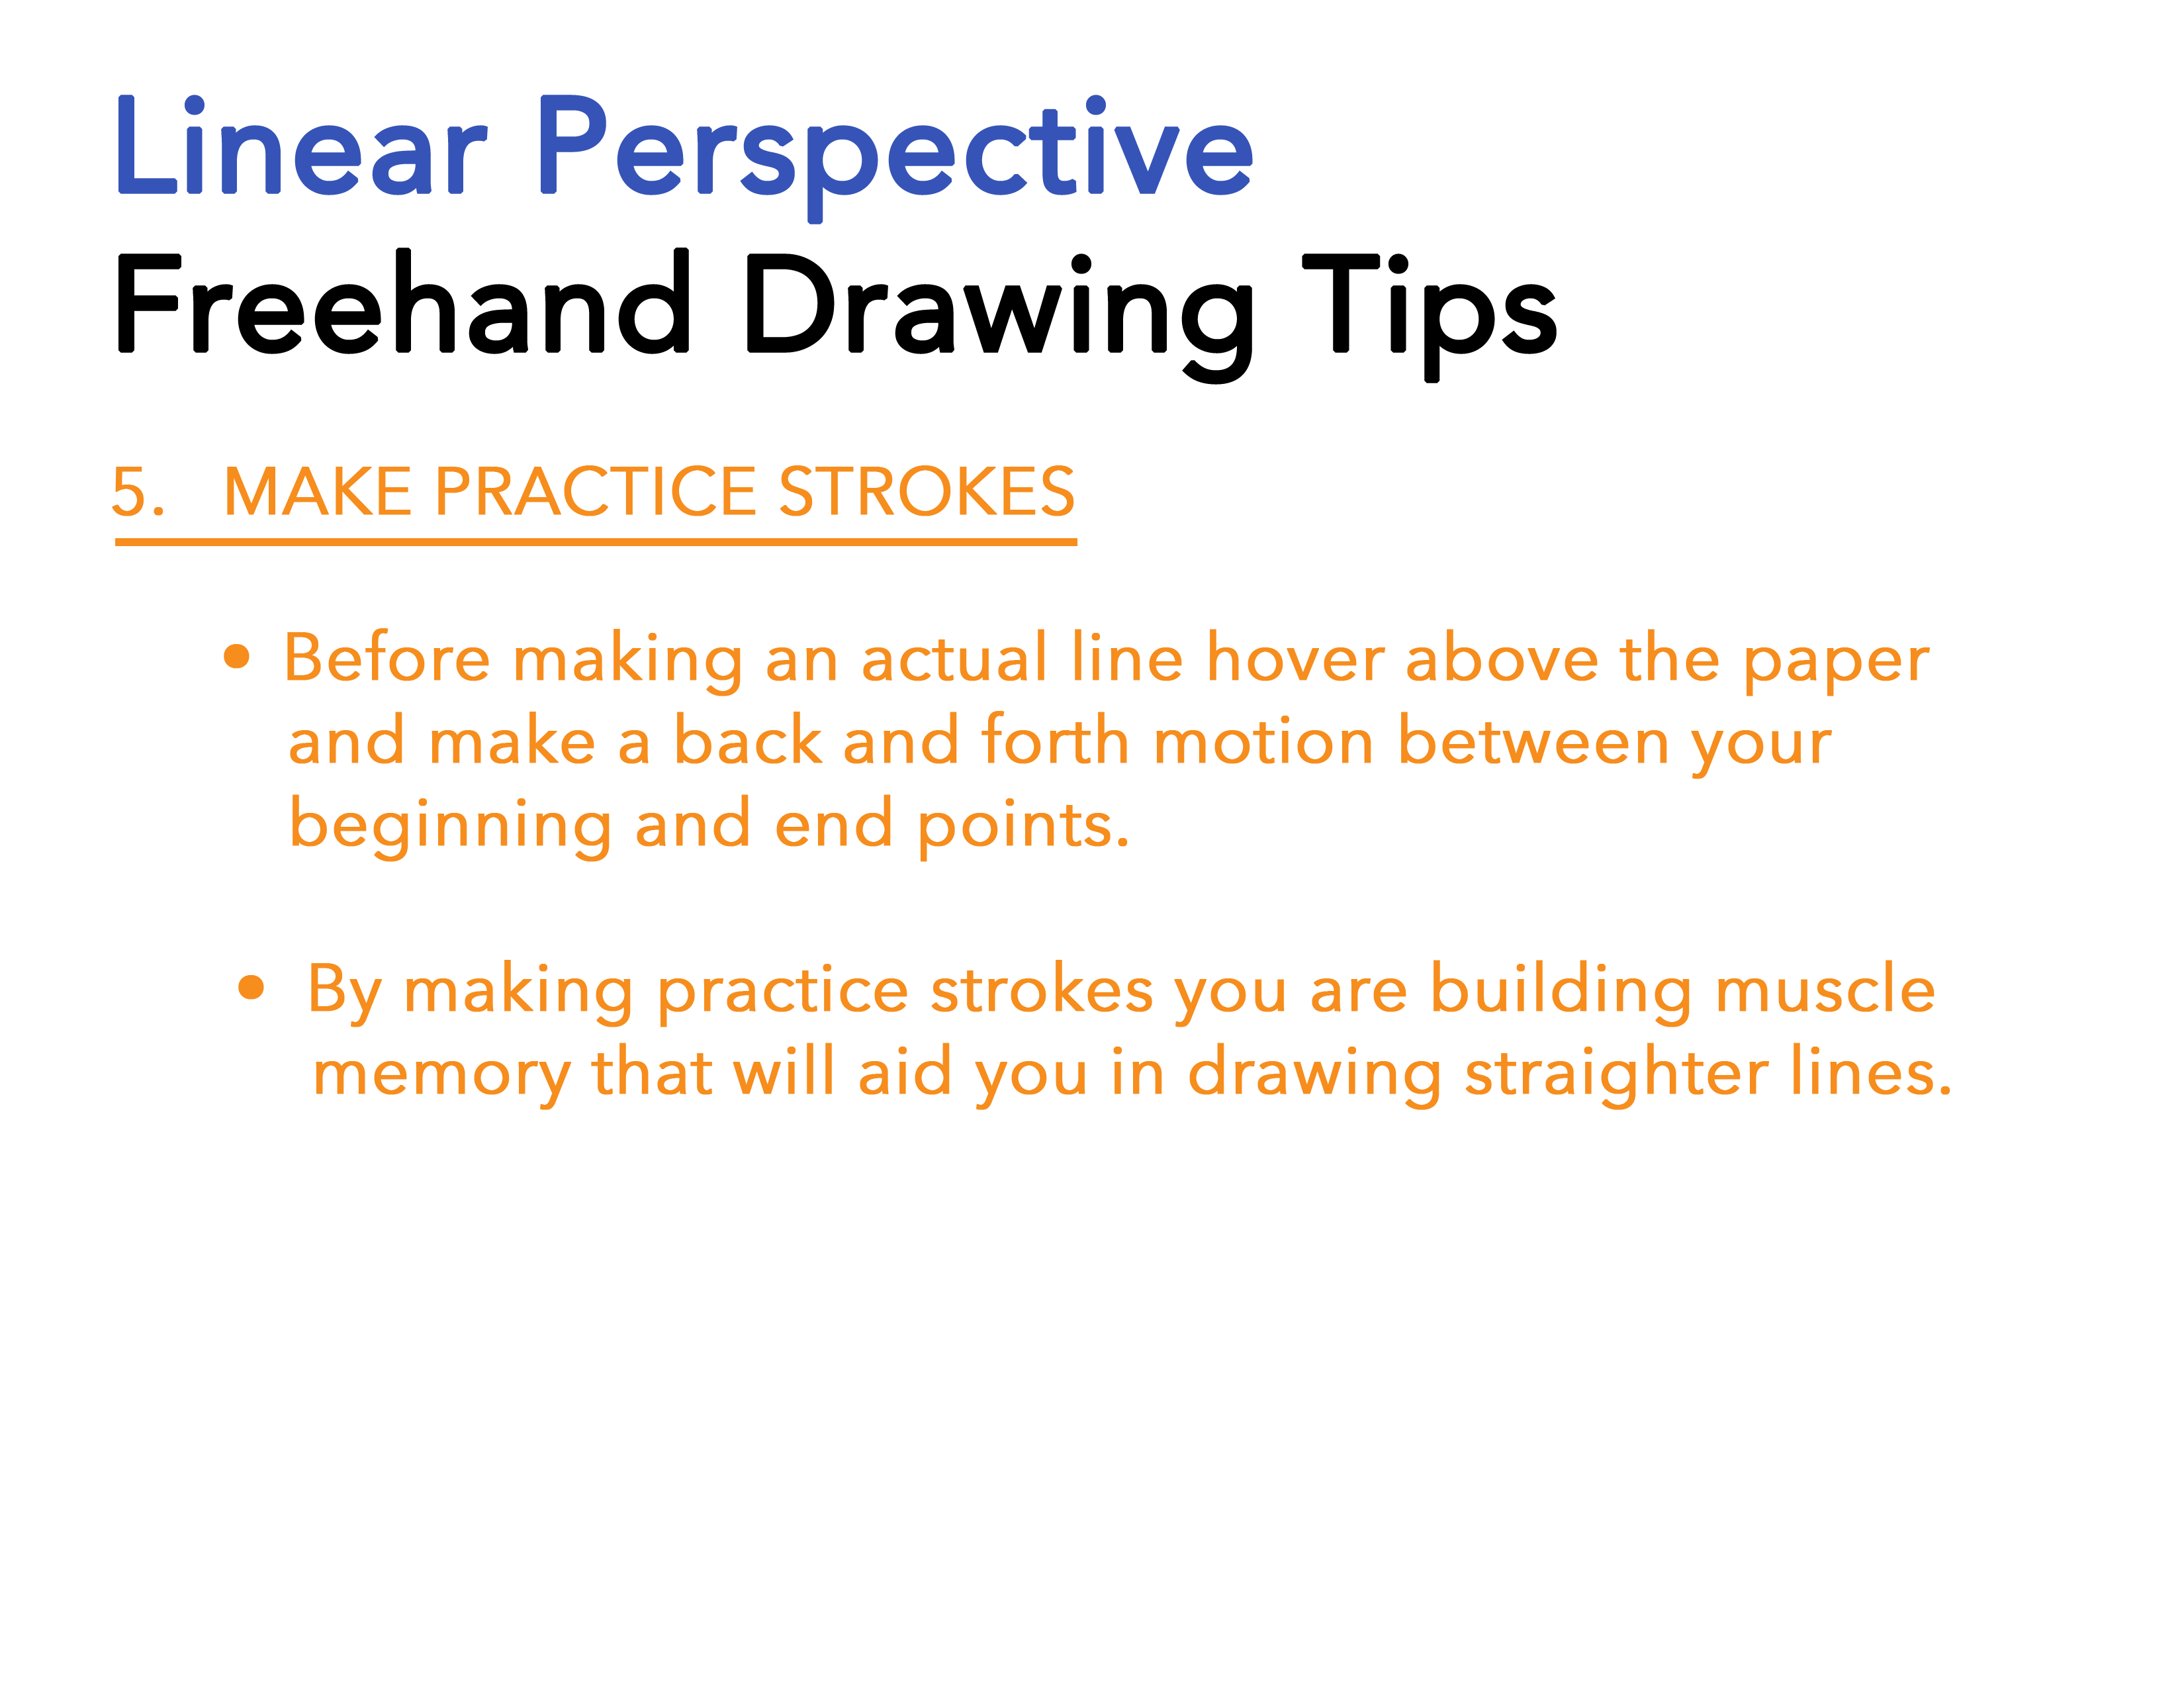 Linear Perspective
Freehand Drawing Tips
5. MAKE PRACTICE STROKES
• Before making an actual line hover above the paper
and make a back and forth motion between your
beginning and end points.
• By making practice strokes you are building muscle
memory that will aid you in drawing straighter lines.